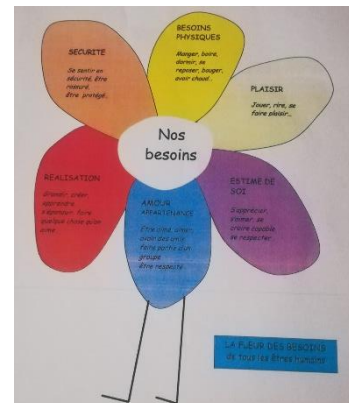 BESOINS
PHYSIQUES
Manger, boire,
dormir, se
reposer, bouger,
avoir chaud...
SECURITE
Se sentir en
sécurité, être
rassuré,
être protégé...
PLAISIR
Jouer, rire, se
faire plaisir...
Nos
besoins
REALISATION
Grandir, créer
apprendre,
s'épanouir, faire
quelque chose qu'on
aime
AMOUR
APPARTENANCE
Être aimé, aimer,
avoir des amis,
faire partie d'un
groupe
être respecté
ESTIME DE
SOI
S'apprécier,
s'aimer, se
croire capable
se respecter...
LA FLEUR DES BESOINS
de tous les êtres humains